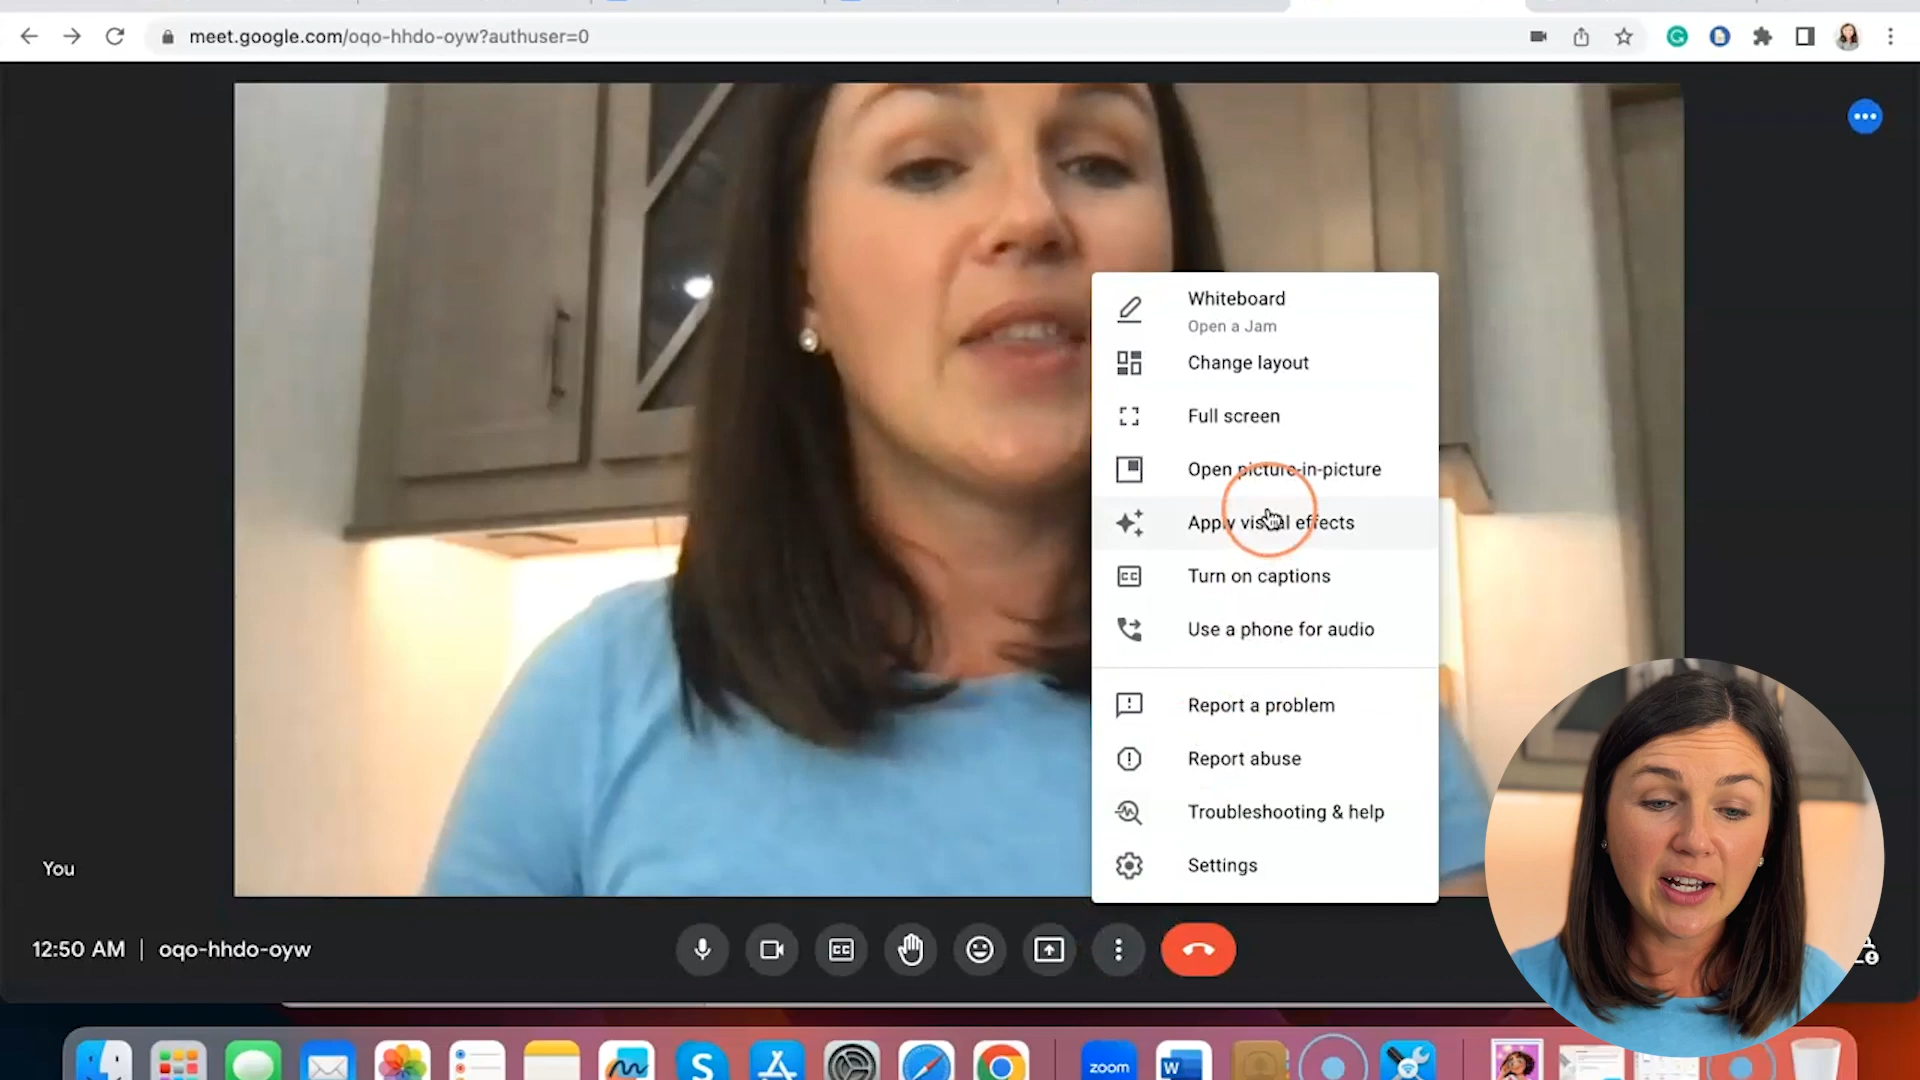 meet.google.com/oqo-hhdo-oyw?authuser=0
Whiteboard
Open a Jam
Change layout
Full screen
Open picture-in-picture
Apply visual effects
Turn on captions
Use a phone for audio
Report a problem
Report abuse
Troubleshooting & help
Settings
You
12:50 AM | oqo-hhdo-oyw
CC
zoom
W
S